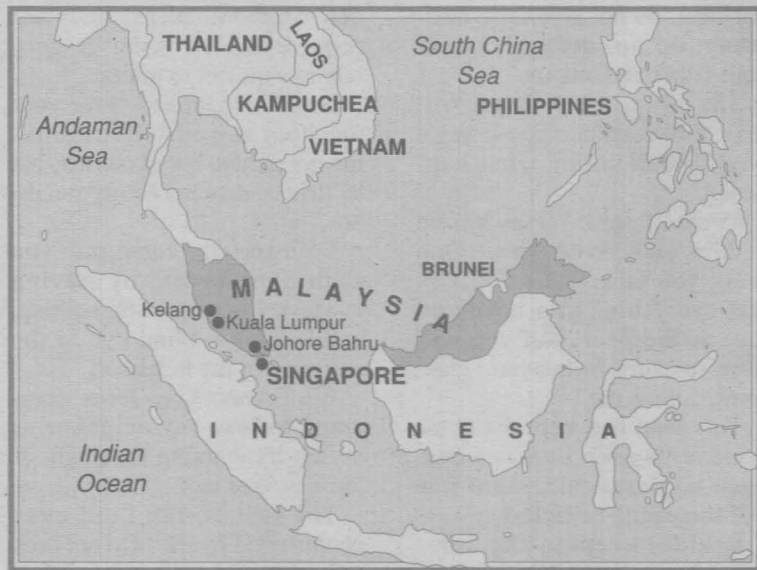 THAILAND
LAOS
South China
Sea
KAMPUCHEA
PHILIPPINES
Andaman
Sea
VIETNAM
BRUNEI
MALAYSIA
Kelang
Kuala Lumpur
Johore Bahru
SINGAPORE
INDONESIA
Indian
Ocean